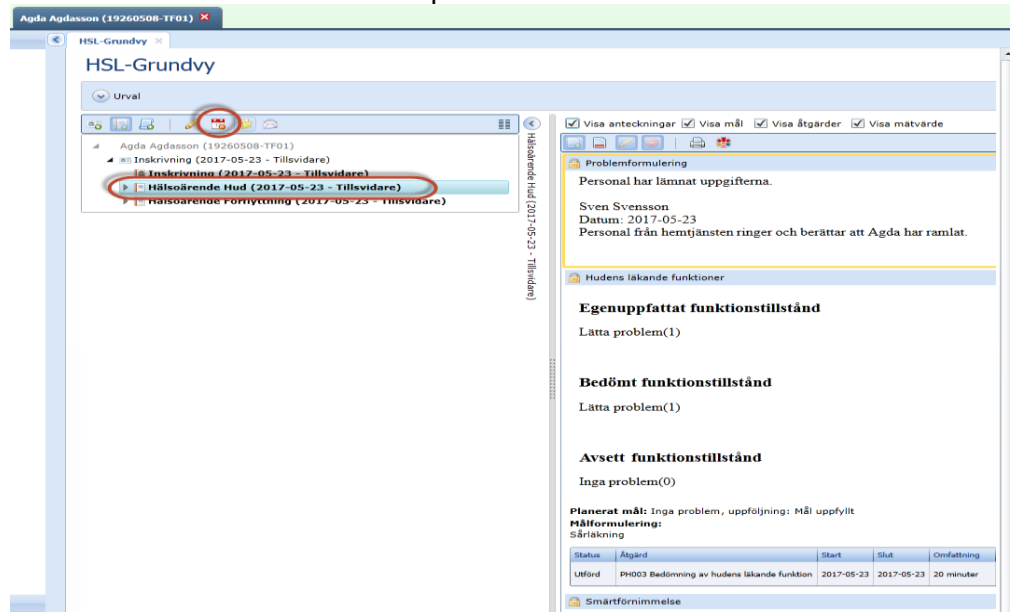 Agda Agdasson (19260508-TF01)
HSL-Grundvy
HSL-Grundvy
Urval
Agda Agdasson (19260508-TF01)
Inskrivning (2017-05-23 - Tillsvidare)
Inskrivning (2017-05-23 - Tillsvidare)
Hälsoärende Hud (2017-05-23 - Tillsvidare)
Hälsoärende Förflyttning (2017-05-23 - Tillsvidare)
Hälsoärende Hud (2017-05-23 - Tillsvidare)
Visa anteckningar Visa mål Visa åtgärder Visa mätvärde
Problemformulering
Personal har lämnat uppgifterna.
Sven Svensson
Datum: 2017-05-23
Personal från hemtjänsten ringer och berättar att Agda har ramlat.
Hudens läkande funktioner
Egenuppfattat funktionstillstånd
Lätta problem(1)
Bedömt funktionstillstånd
Lätta problem(1)
Avsett funktionstillstånd
Inga problem(0)
Planerat mål: Inga problem, uppföljning: Mål uppfyllt
Målformulering:
Sårläkning
Status Åtgärd Start Slut Omfattning
Utförd PH003 Bedömning av hudens läkande funktion 2017-05-23 2017-05-23 20 minuter
Smärtförnimmelse